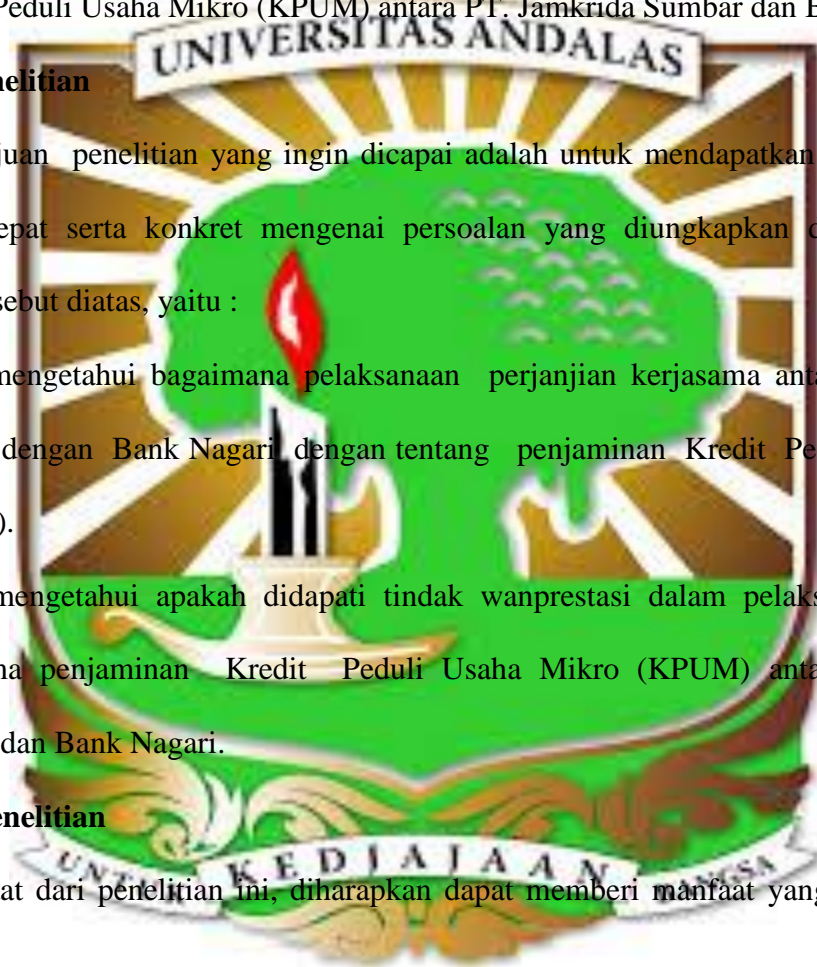 Peduli Usaha Mikro (KPUM) antara PT. Jamkrida Sumbar dan B
UNIVERSITAS ANDALAS
nelitian
juan penelitian yang ingin dicapai adalah untuk mendapatkan
epat serta konkret mengenai persoalan yang diungkapkan d
sebut diatas, yaitu :
mengetahui bagaimana pelaksanaan perjanjian kerjasama anta
dengan Bank Nagari dengan tentang penjaminan Kredit Pe
).
mengetahui apakah didapati tindak wanprestasi dalam pelaks
na penjaminan Kredit Peduli Usaha Mikro (KPUM) anta
dan Bank Nagari.
enelitian
UNTUK KEDJAJAAN BANGSA
at dari penelitian ini, diharapkan dapat memberi manfaat yang